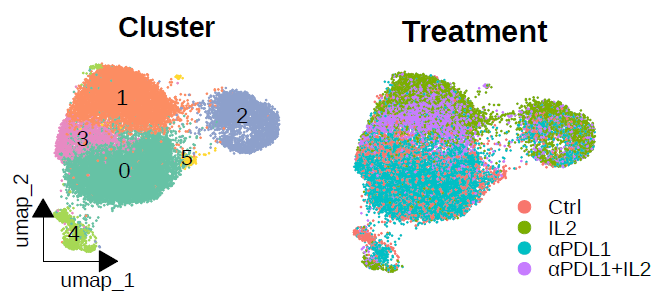 Cluster
Treatment
1
2
3
0
5
4
umap_2
umap_1
Ctrl
IL2
αPDL1
αPDL1+IL2